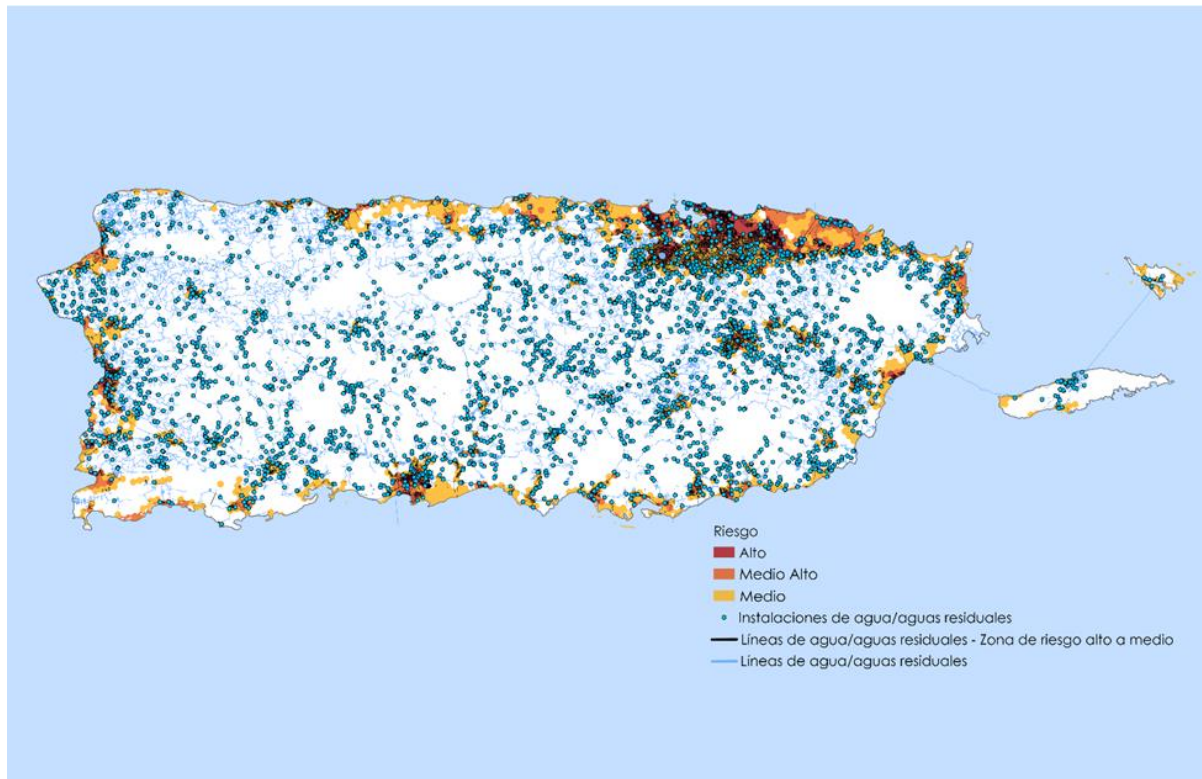 Riesgo
Alto
Medio Alto
Medio
Instalaciones de agua/aguas residuales
Líneas de agua/aguas residuales - Zona de riesgo alto a medio
Líneas de agua/aguas residuales